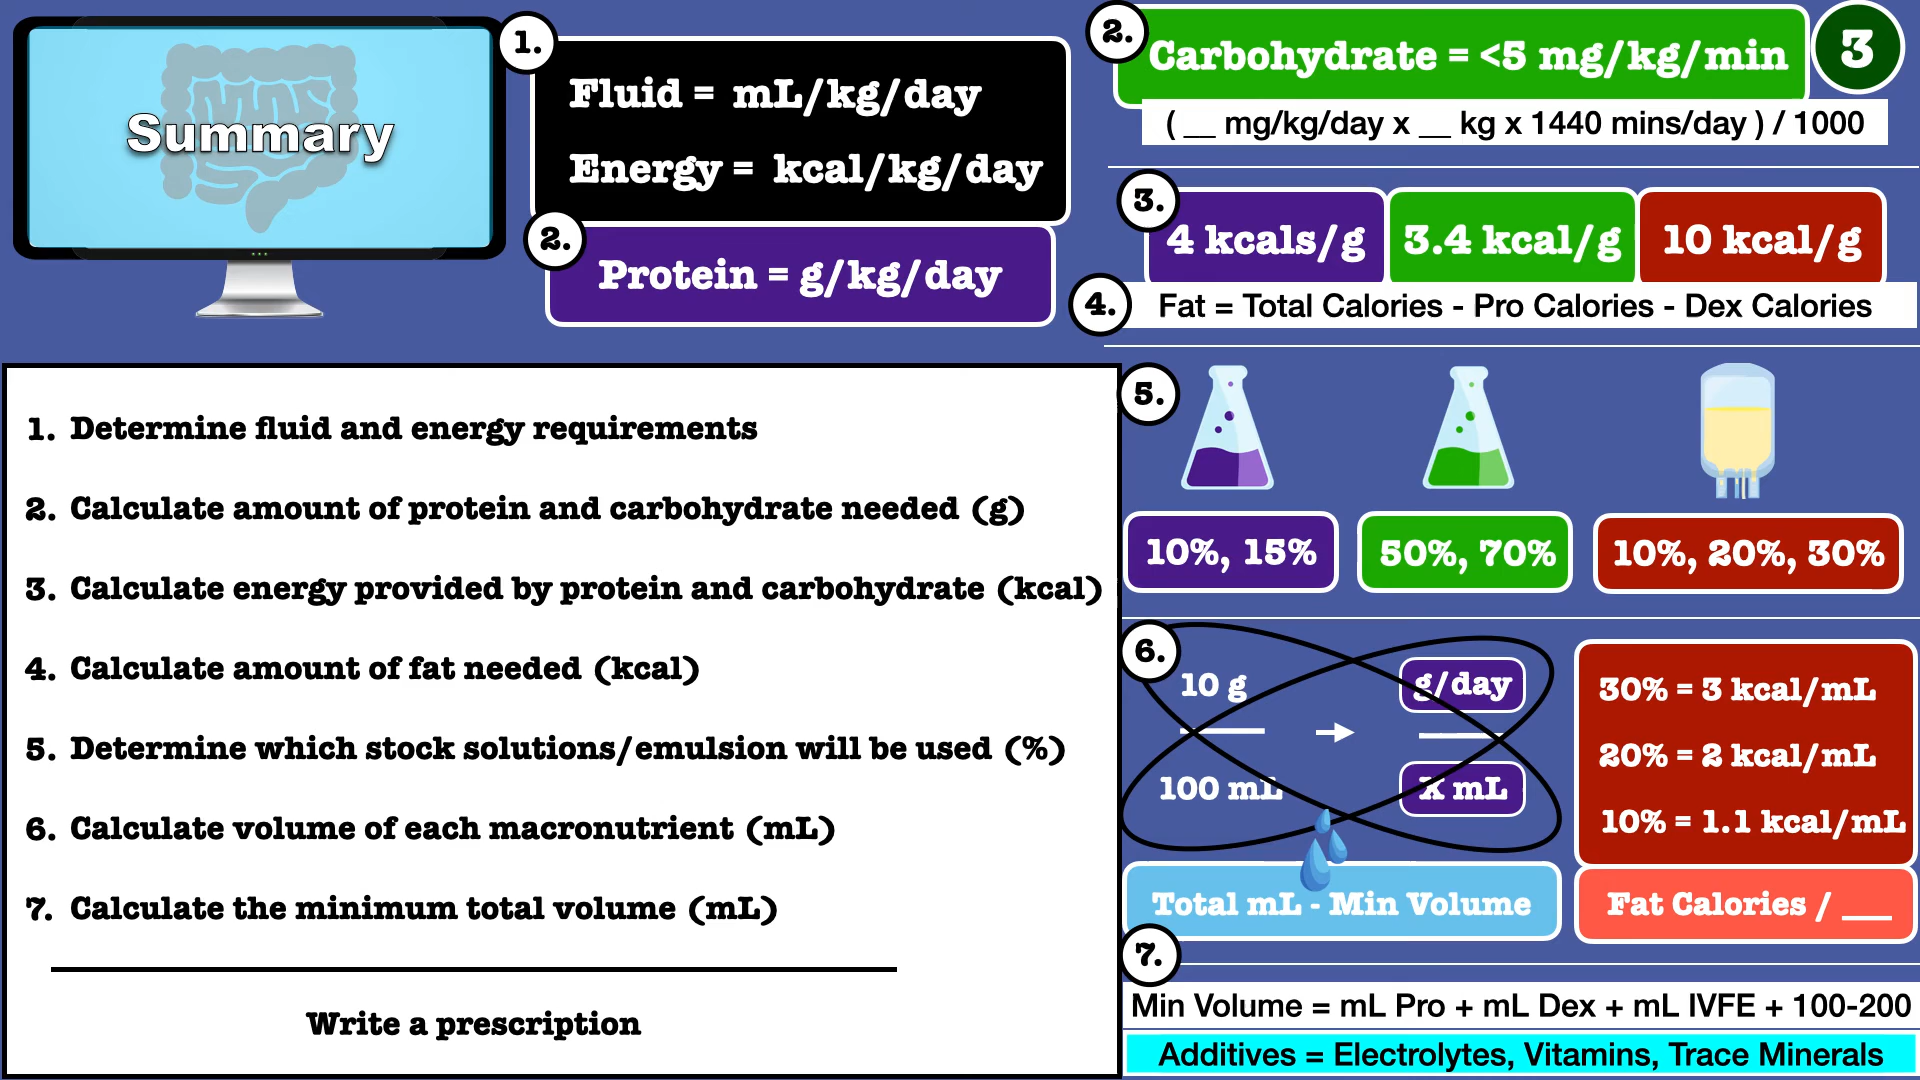 Summary
1.
Fluid = mL/kg/day
Energy = kcal/kg/day
2.
Protein = g/kg/day
2.
Carbohydrate = <5 mg/kg/min
3
( __ mg/kg/day x __ kg x 1440 mins/day ) / 1000
3.
4 kcals/g
3.4 kcal/g
10 kcal/g
4.
Fat = Total Calories - Pro Calories - Dex Calories
1. Determine fluid and energy requirements
2. Calculate amount of protein and carbohydrate needed (g)
3. Calculate energy provided by protein and carbohydrate (kcal)
4. Calculate amount of fat needed (kcal)
5. Determine which stock solutions/emulsion will be used (%)
6. Calculate volume of each macronutrient (mL)
7. Calculate the minimum total volume (mL)
Write a prescription
5.
10%, 15%
50%, 70%
10%, 20%, 30%
6.
10 g
g/day
100 mL
X mL
30% = 3 kcal/mL
20% = 2 kcal/mL
10% = 1.1 kcal/mL
Total mL - Min Volume
Fat Calories / ___
7.
Min Volume = mL Pro + mL Dex + mL IVFE + 100-200
Additives = Electrolytes, Vitamins, Trace Minerals